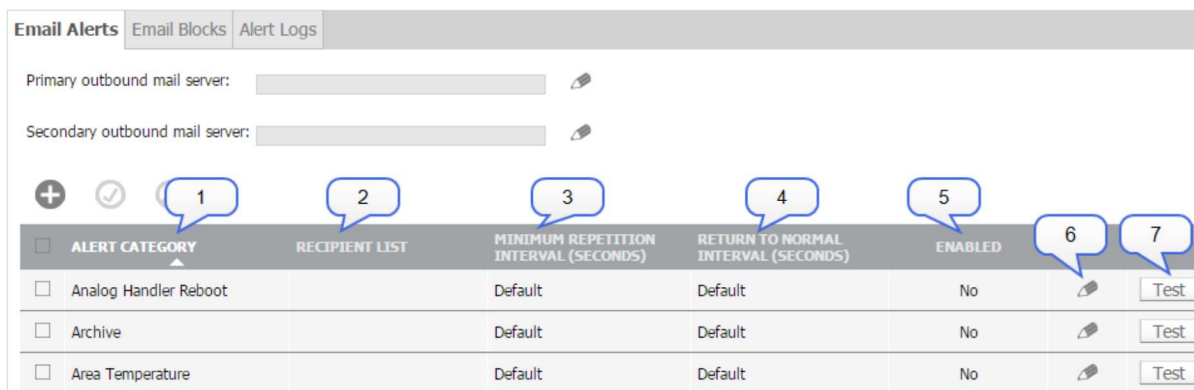 Email Alerts Email Blocks Alert Logs
Primary outbound mail server:
Secondary outbound mail server:
1 2 3 4 5 6 7
ALERT CATEGORY RECIPIENT LIST MINIMUM REPETITION INTERVAL (SECONDS) RETURN TO NORMAL INTERVAL (SECONDS) ENABLED
Analog Handler Reboot Default Default No Test
Archive Default Default No Test
Area Temperature Default Default No Test